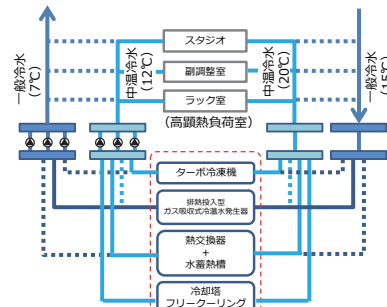 一般冷水
(7℃)
中温冷水
(12℃)
スタジオ
副調整室
ラック室
(高顕熱負荷室)
中温冷水
(20℃)
一般冷水
(15℃)
ターボ冷凍機
排熱投入型
ガス吸収式冷温水発生器
熱交換器
+
水蓄熱槽
冷却塔
フリークーリング